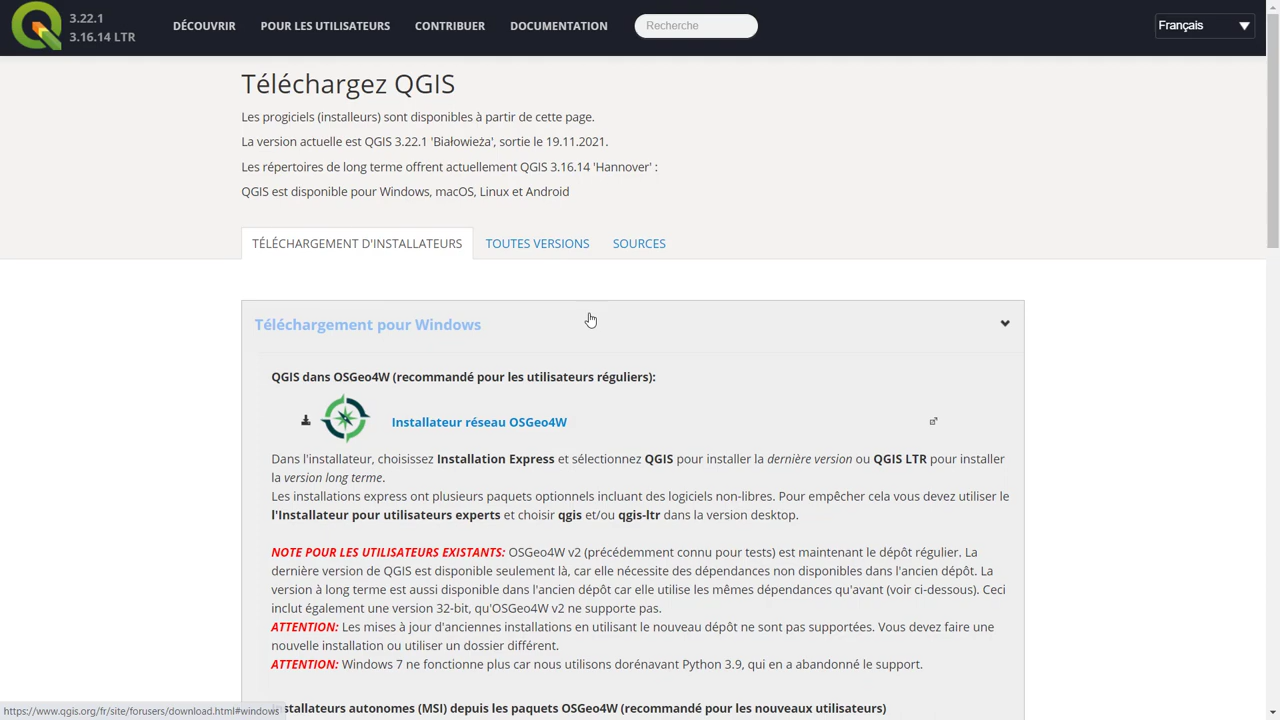 3.22.1
3.16.14 LTR
DÉCOUVRIR POUR LES UTILISATEURS CONTRIBUER DOCUMENTATION Recherche Français
Téléchargez QGIS
Les progiciels (installeurs) sont disponibles à partir de cette page.
La version actuelle est QGIS 3.22.1 'Białowieża', sortie le 19.11.2021.
Les répertoires de long terme offrent actuellement QGIS 3.16.14 'Hannover' :
QGIS est disponible pour Windows, macOS, Linux et Android
TÉLÉCHARGEMENT D'INSTALLATEURS TOUTES VERSIONS SOURCES
Téléchargement pour Windows
QGIS dans OSGeo4W (recommandé pour les utilisateurs réguliers):
Installateur réseau OSGeo4W
Dans l'installateur, choisissez Installation Express et sélectionnez QGIS pour installer la dernière version ou QGIS LTR pour installer
la version long terme.
Les installations express ont plusieurs paquets optionnels incluant des logiciels non-libres. Pour empêcher cela vous devez utiliser le
l'Installateur pour utilisateurs experts et choisir qgis et/ou qgis-ltr dans la version desktop.
NOTE POUR LES UTILISATEURS EXISTANTS: OSGeo4W v2 (précédemment connu pour tests) est maintenant le dépôt régulier. La
dernière version de QGIS est disponible seulement là, car elle nécessite des dépendances non disponibles dans l'ancien dépôt. La
version à long terme est aussi disponible dans l'ancien dépôt car elle utilise les mêmes dépendances qu'avant (voir ci-dessous). Ceci
inclut également une version 32-bit, qu'OSGeo4W v2 ne supporte pas.
ATTENTION: Les mises à jour d'anciennes installations en utilisant le nouveau dépôt ne sont pas supportées. Vous devez faire une
nouvelle installation ou utiliser un dossier différent.
ATTENTION: Windows 7 ne fonctionne plus car nous utilisons dorénavant Python 3.9, qui en a abandonné le support.
stallateurs autonomes (MSI) depuis les paquets OSGeo4W (recommandé pour les nouveaux utilisateurs)
https://www.qgis.org/fr/site/forusers/download.html#windows